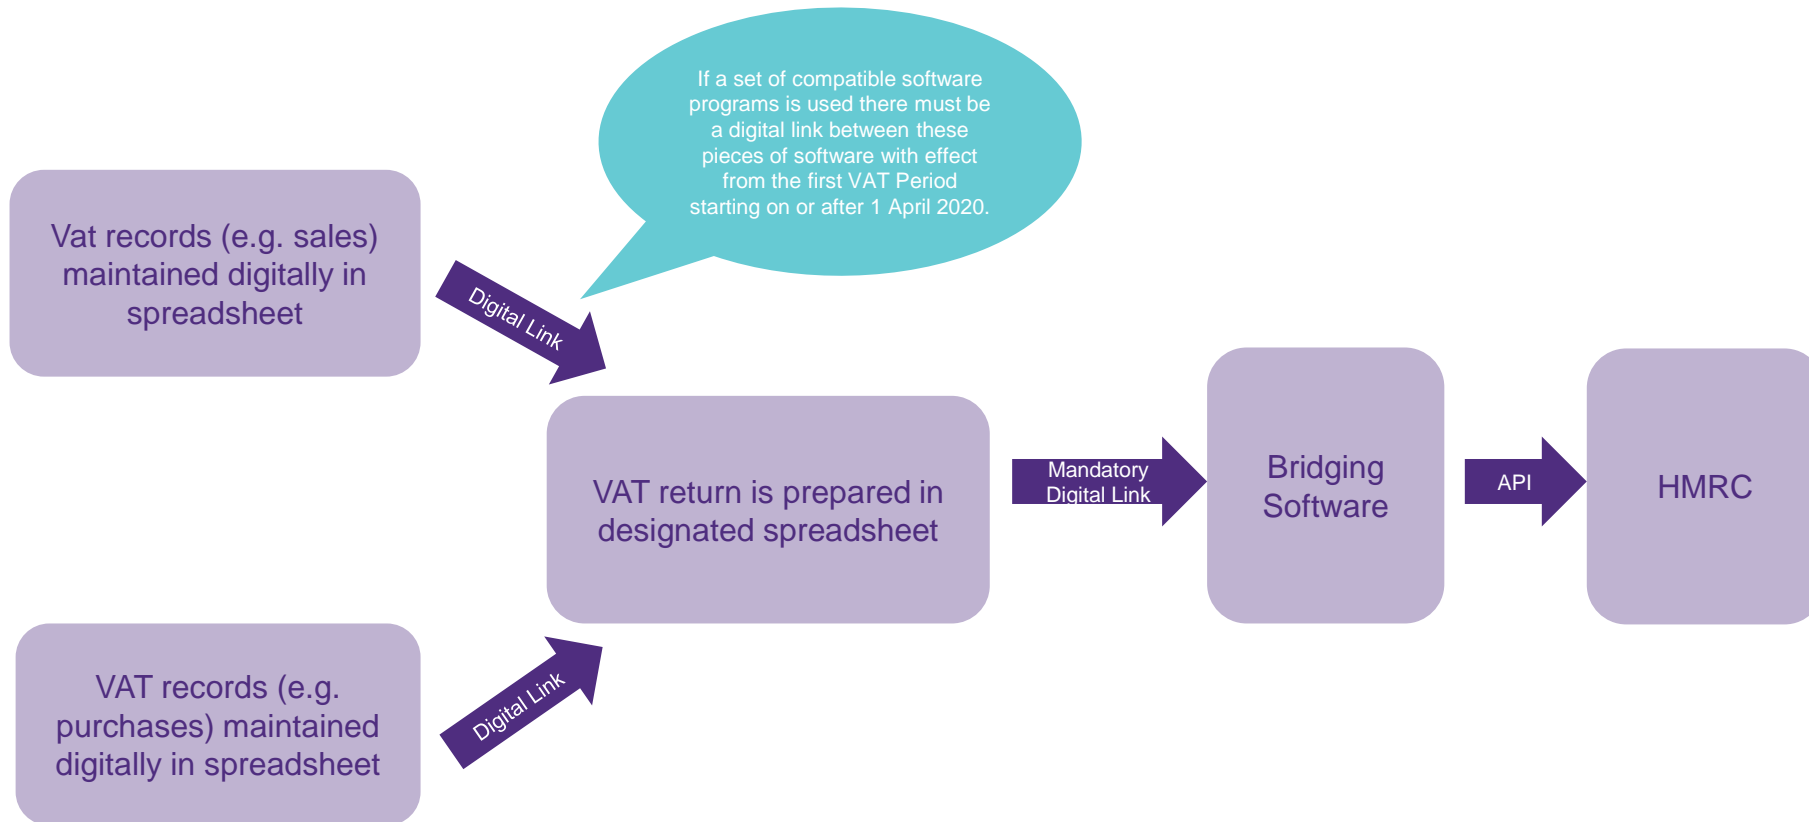 If a set of compatible software
programs is used there must be
a digital link between these
pieces of software with effect
from the first VAT Period
starting on or after 1 April 2020.
Vat records (e.g. sales)
maintained digitally in
spreadsheet
Digital Link
VAT return is prepared in
designated spreadsheet
Mandatory
Digital Link
Bridging
Software
API
HMRC
VAT records (e.g.
purchases) maintained
digitally in spreadsheet
Digital Link